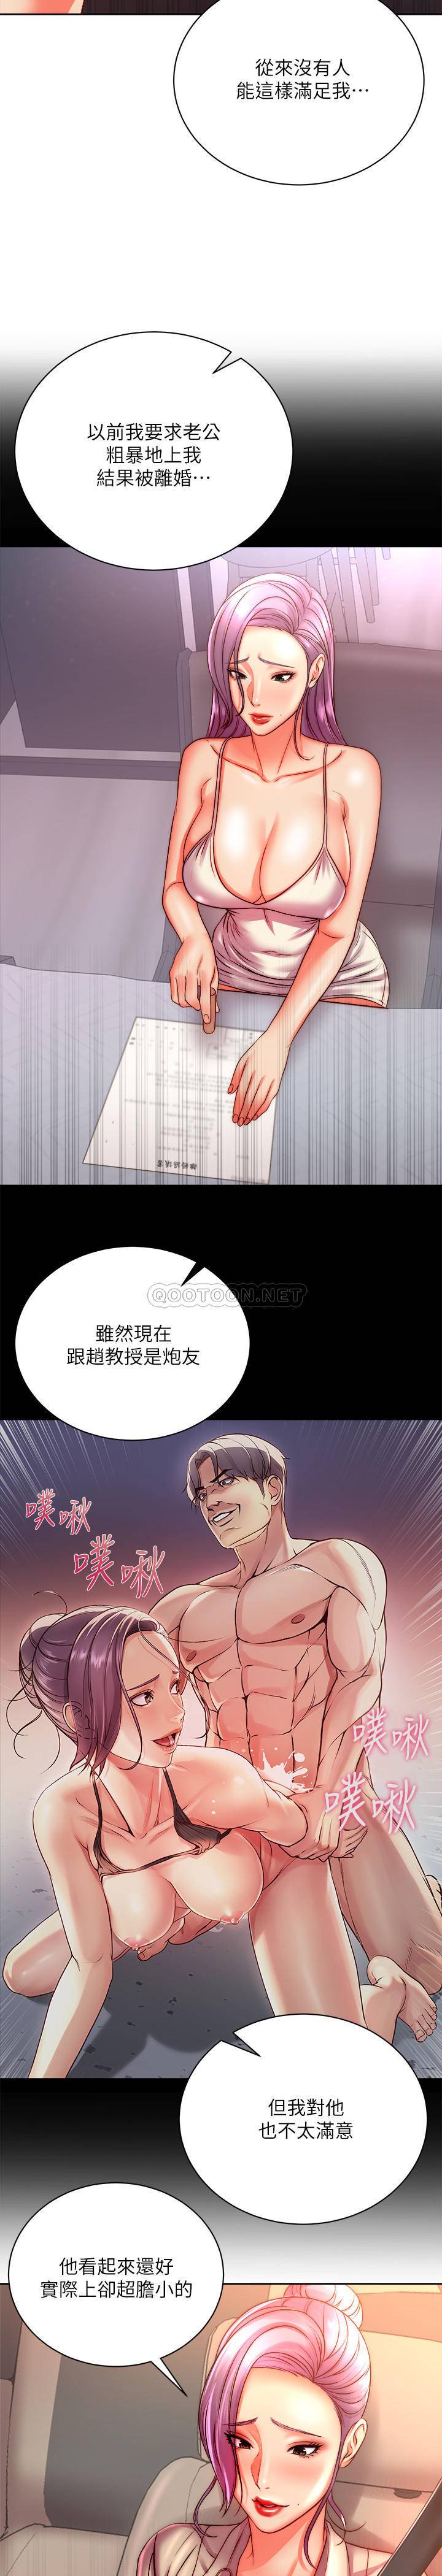 從來沒有人
能這樣滿足我⋯
以前我要求老公
粗暴地上我
結果被離婚⋯
QOOTOON.NET
雖然現在
跟趙教授是炮友
噗啾
噗啾
噗啾
噗啾
但我對他
也不太滿意
他看起來還好
實際上卻超膽小的